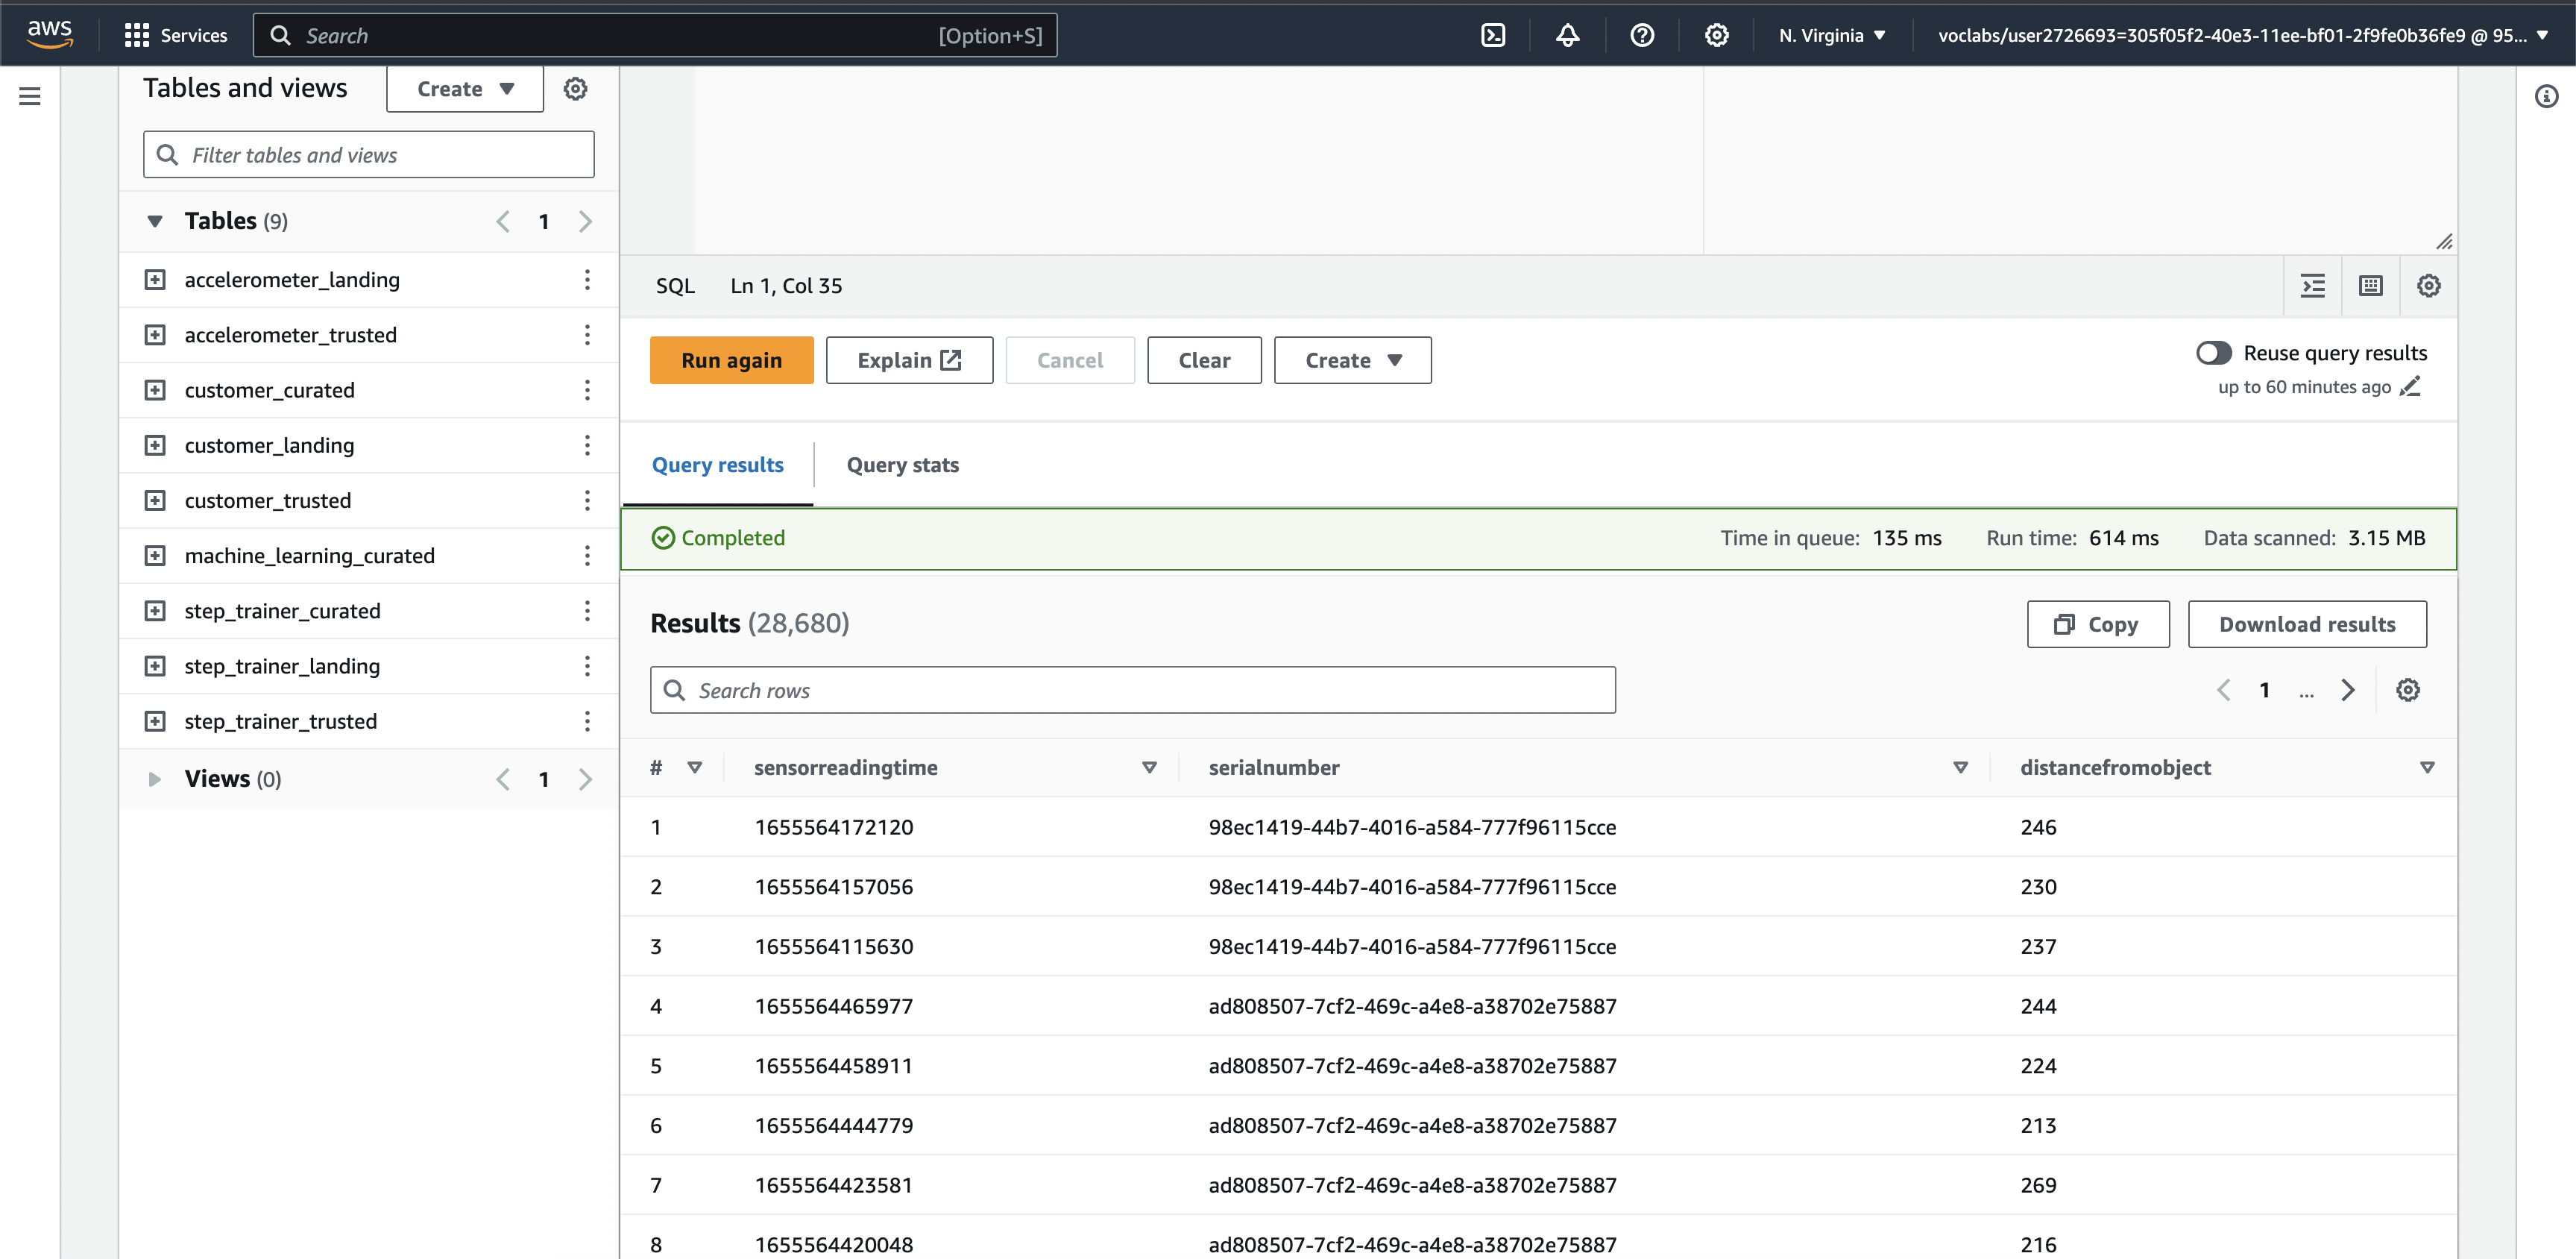 aws Services Search [Option+S] N. Virginia voclabs/user2726693=305f05f2-40e3-11ee-bf01-2f9fe0b36fe9 @ 95...
Tables and views Create
Filter tables and views
Tables (9) 1
accelerometer_landing
accelerometer_trusted
customer_curated
customer_landing
customer_trusted
machine_learning_curated
step_trainer_curated
step_trainer_landing
step_trainer_trusted
Views (0) 1
SQL Ln 1, Col 35
Run again Explain Cancel Clear Create
Reuse query results
up to 60 minutes ago
Query results Query stats
Completed Time in queue: 135 ms Run time: 614 ms Data scanned: 3.15 MB
Results (28,680) Copy Download results
Search rows 1 ...
# sensorreadingtime serialnumber distancefromobject
1 1655564172120 98ec1419-44b7-4016-a584-777f96115cce 246
2 1655564157056 98ec1419-44b7-4016-a584-777f96115cce 230
3 1655564115630 98ec1419-44b7-4016-a584-777f96115cce 237
4 1655564465977 ad808507-7cf2-469c-a4e8-a38702e75887 244
5 1655564458911 ad808507-7cf2-469c-a4e8-a38702e75887 224
6 1655564444779 ad808507-7cf2-469c-a4e8-a38702e75887 213
7 1655564423581 ad808507-7cf2-469c-a4e8-a38702e75887 269
8 1655564420048 ad808507-7cf2-469c-a4e8-a38702e75887 216